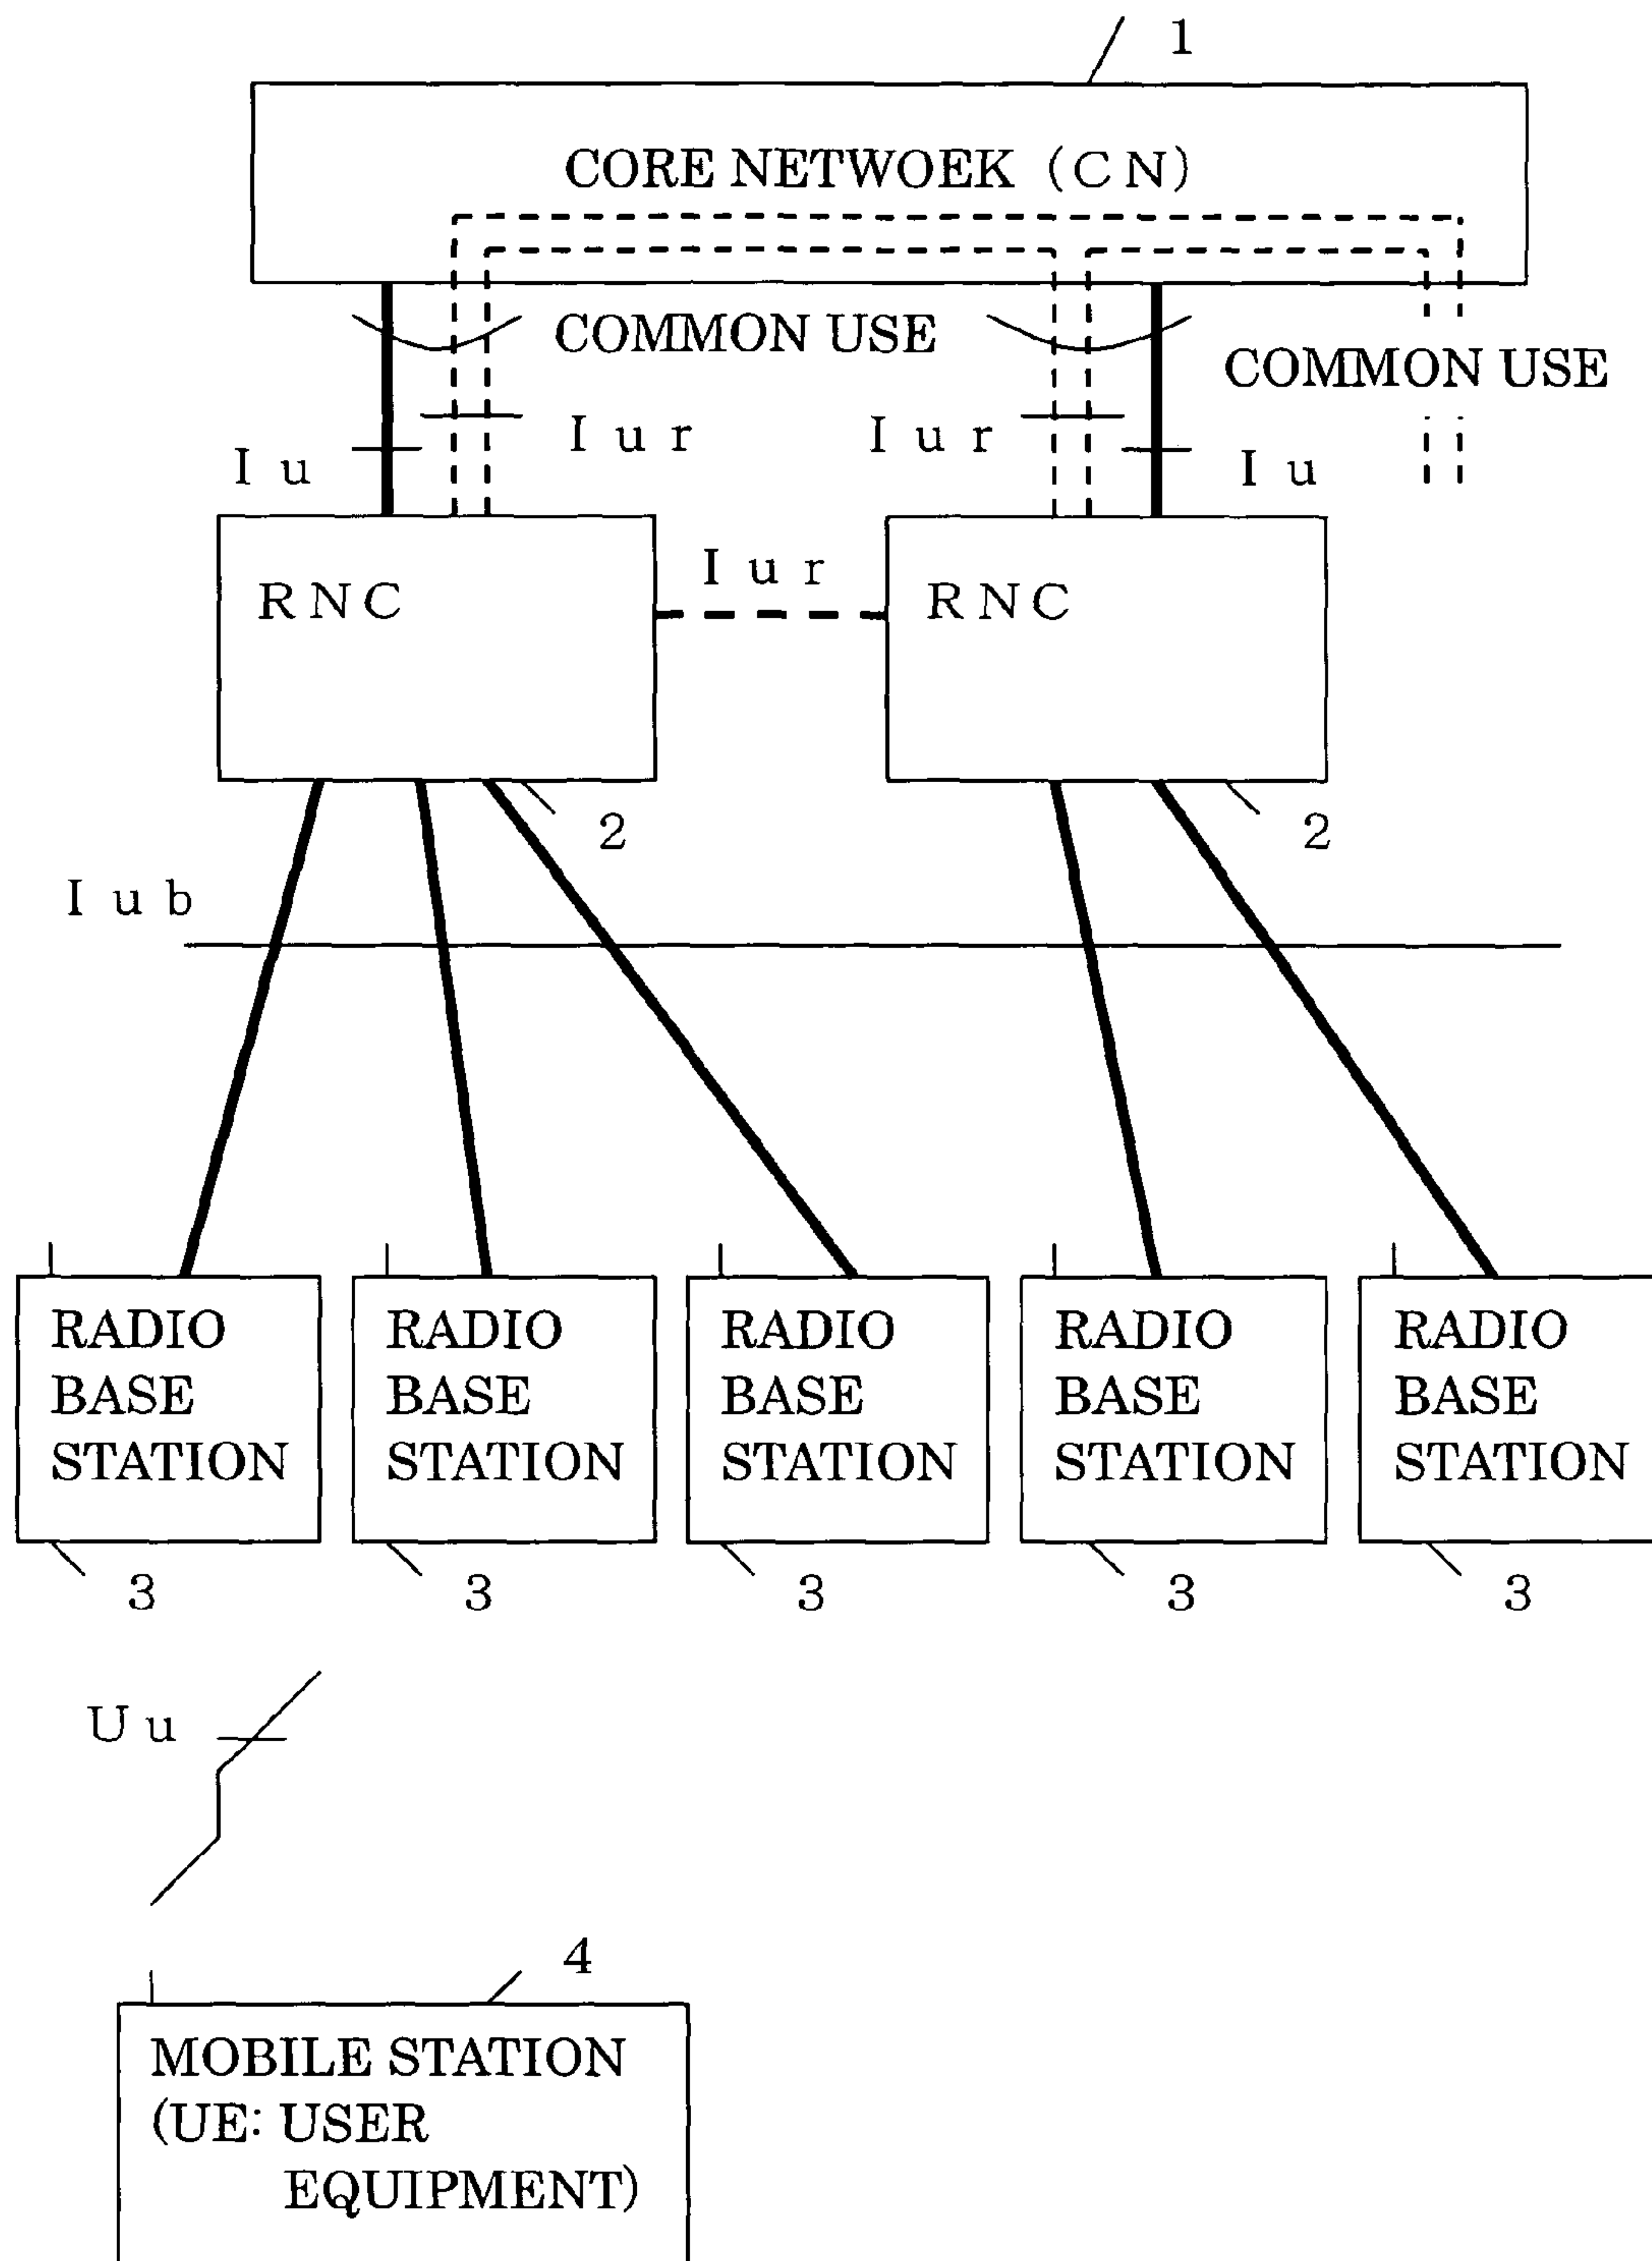 1
CORE NETWOEK (CN)
COMMON USE
COMMON USE
Iu
Iur
Iur
Iu
RNC
Iur
RNC
2
2
Iub
RADIO
BASE
STATION
RADIO
BASE
STATION
RADIO
BASE
STATION
RADIO
BASE
STATION
RADIO
BASE
STATION
3
3
3
3
3
Uu
4
MOBILE STATION
(UE: USER
EQUIPMENT)